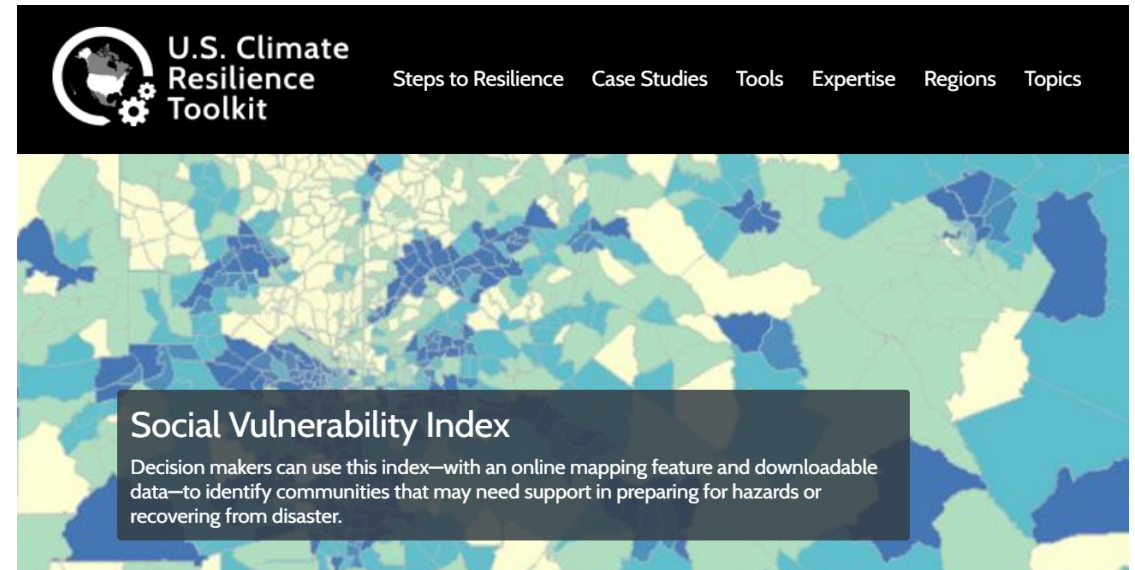 U.S. Climate
Resilience
Toolkit
Steps to Resilience Case Studies Tools Expertise Regions Topics
Social Vulnerability Index
Decision makers can use this index—with an online mapping feature and downloadable
data—to identify communities that may need support in preparing for hazards or
recovering from disaster.